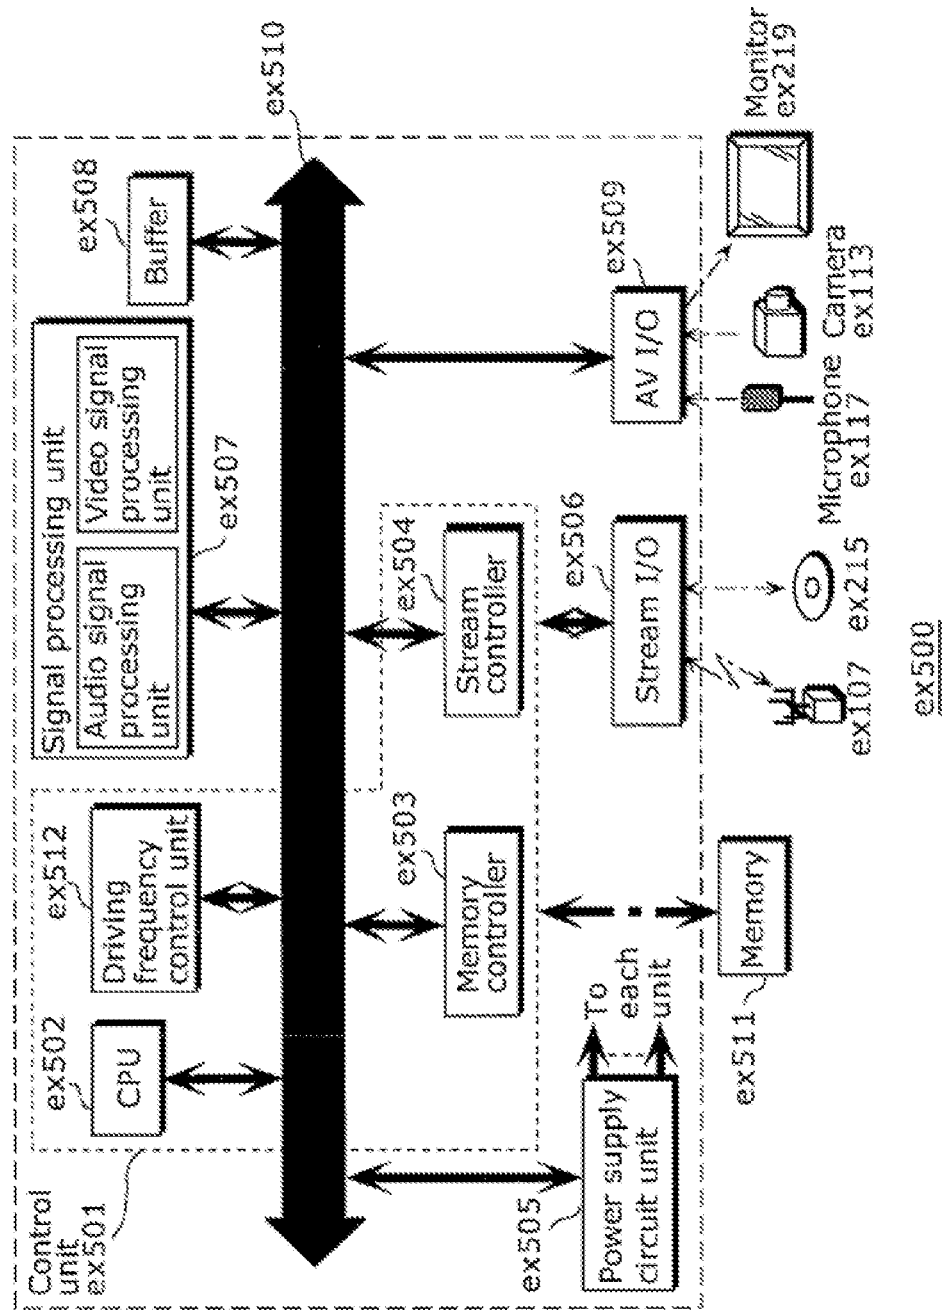 Control
unit
ex501
ex502
CPU
ex512
Driving
frequency
control unit
Signal processing unit
Audio signal
processing
unit
Video signal
processing
unit
ex507
ex508
Buffer
ex510
ex503
Memory
controller
ex504
Stream
controller
ex505
Power supply
circuit unit
To
each
unit
ex506
Stream I/O
ex509
AV I/O
ex511
Memory
ex107
ex215
Microphone
ex117
Camera
ex113
Monitor
ex219
ex500